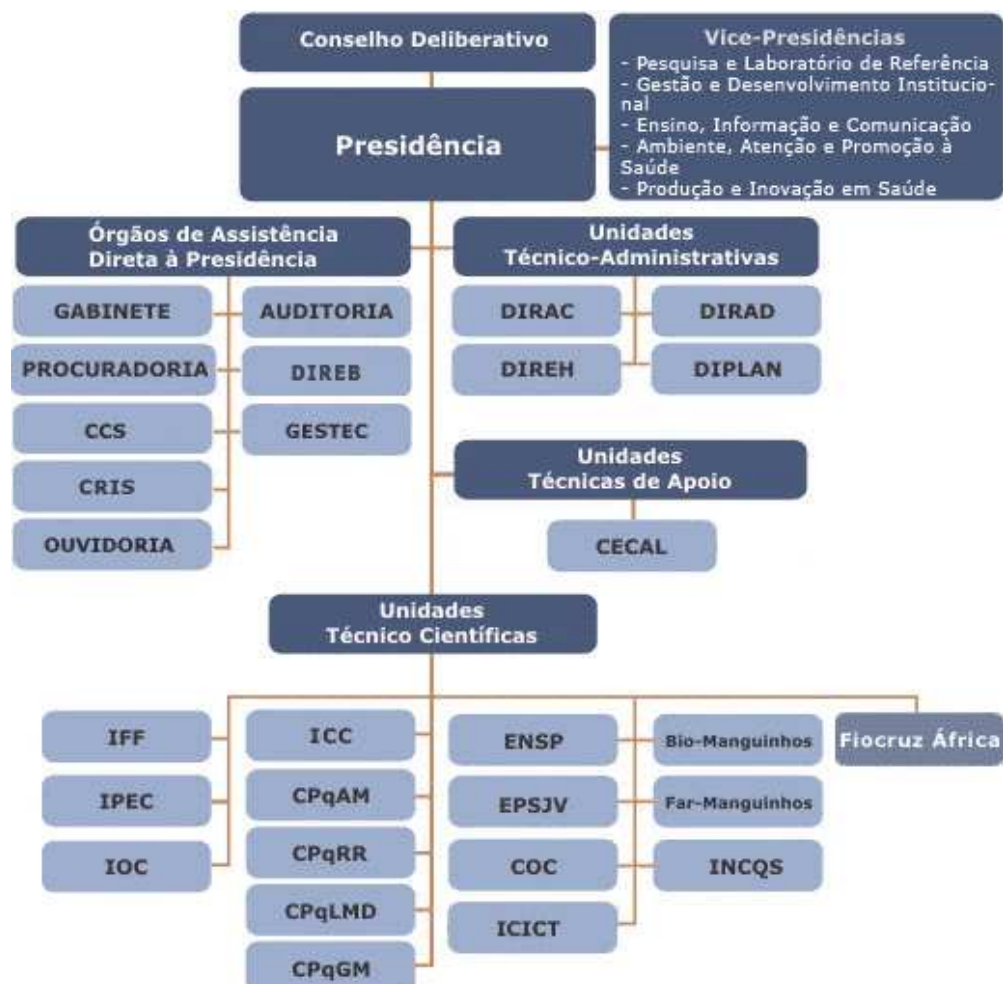 Conselho Deliberativo
Presidência
Vice-Presidências
- Pesquisa e Laboratório de Referência
- Gestão e Desenvolvimento Institucio-
nal
- Ensino, Informação e Comunicação
- Ambiente, Atenção e Promoção à
Saúde
- Produção e Inovação em Saúde
Órgãos de Assistência
Direta à Presidência
GABINETE
AUDITORIA
PROCURADORIA
DIREB
CCS
GESTEC
CRIS
OUVIDORIA
Unidades
Técnico-Administrativas
DIRAC
DIRAD
DIREH
DIPLAN
Unidades
Técnicas de Apoio
CECAL
Unidades
Técnico Científicas
IFF
IPEC
IOC
ICC
CPqAM
CPqRR
CPqLMD
CPqGM
ENSP
EPSJV
COC
ICICT
Bio-Manguinhos
Far-Manguinhos
INCQS
Fiocruz África